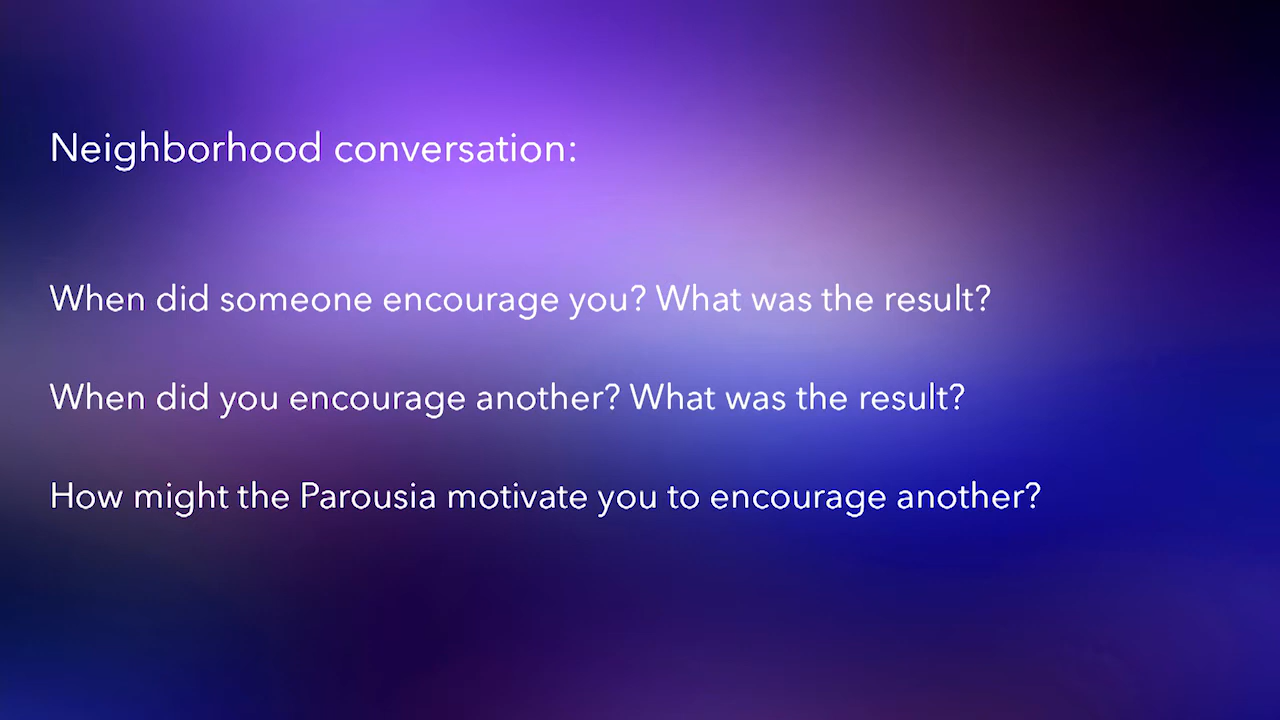 Neighborhood conversation:
When did someone encourage you? What was the result?
When did you encourage another? What was the result?
How might the Parousia motivate you to encourage another?